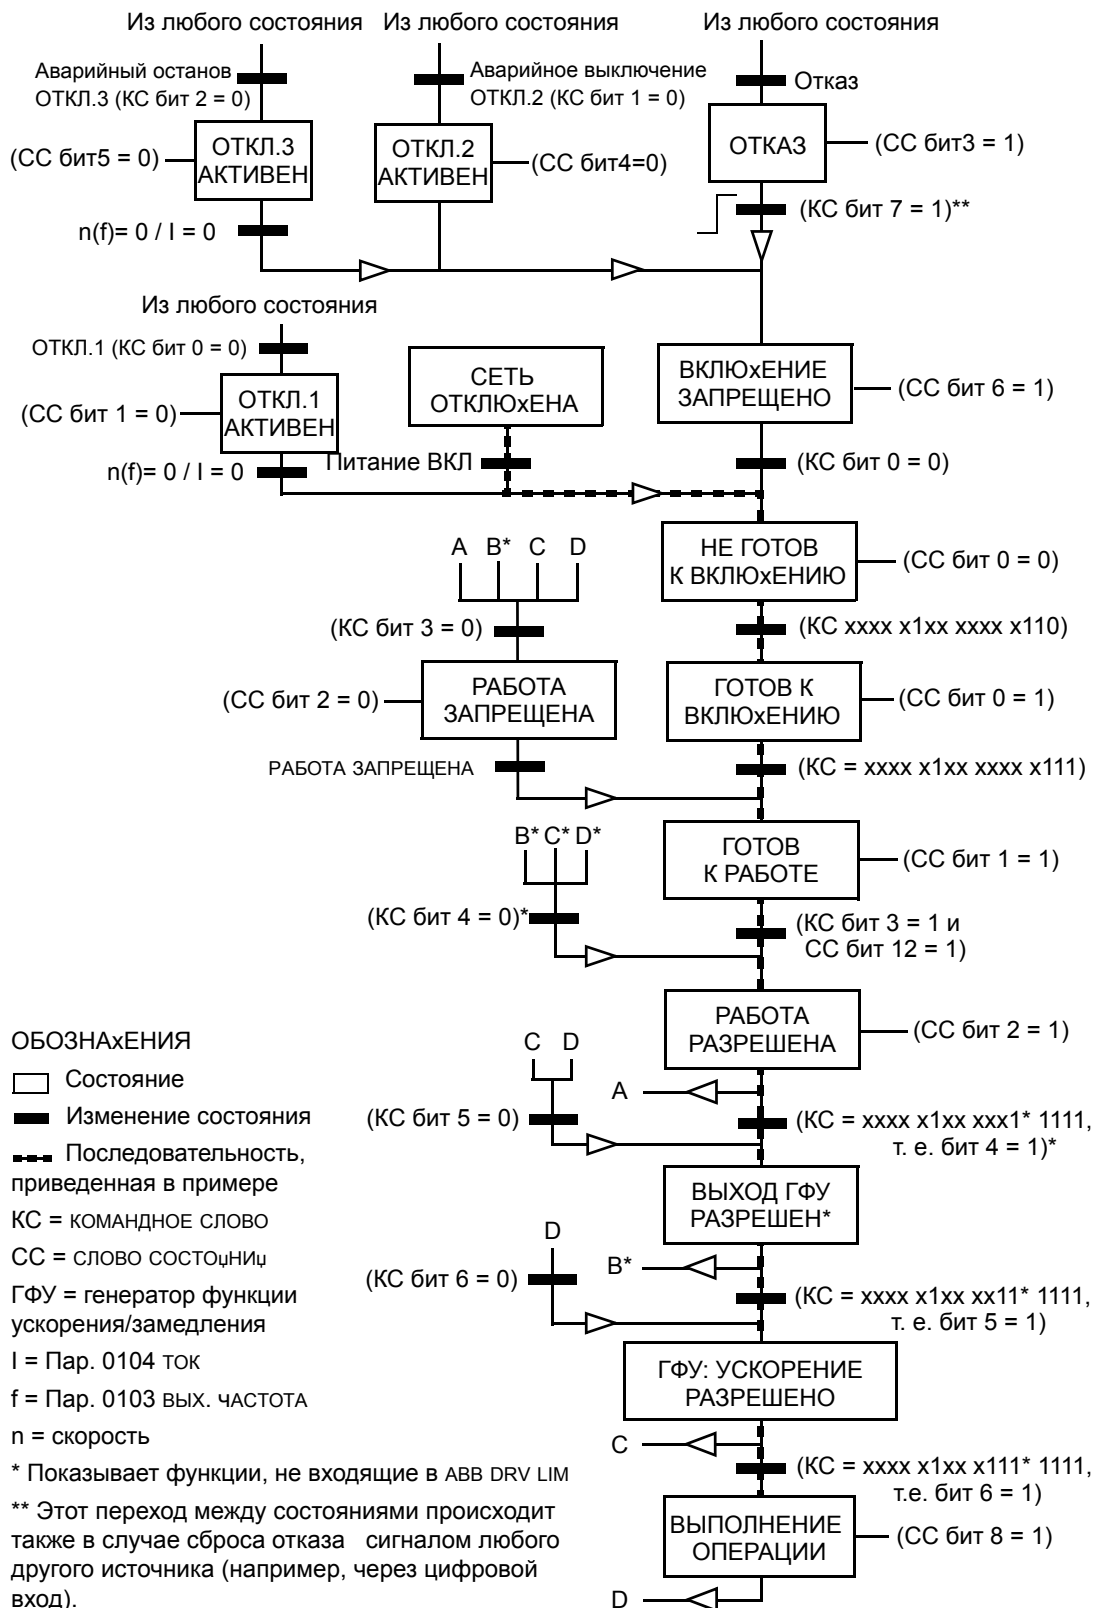 Из любого состояния
Из любого состояния
Из любого состояния
Аварийный останов
ОТКЛ.3 (КС бит 2 = 0)
Аварийное выключение
ОТКЛ.2 (КС бит 1 = 0)
Отказ
(СС бит5 = 0)
ОТКЛ.3
АКТИВЕН
ОТКЛ.2
АКТИВЕН
(СС бит4=0)
ОТКАЗ
(СС бит3 = 1)
(КС бит 7 = 1)**
n(f)= 0 / I = 0
Из любого состояния
ОТКЛ.1 (КС бит 0 = 0)
(СС бит 1 = 0)
ОТКЛ.1
АКТИВЕН
СЕТЬ
ОТКЛЮxЕНА
ВКЛЮxЕНИЕ
ЗАПРЕЩЕНО
(СС бит 6 = 1)
n(f)= 0 / I = 0
Питание ВКЛ
(КС бит 0 = 0)
A B* C D
НЕ ГОТОВ
К ВКЛЮxЕНИЮ
(СС бит 0 = 0)
(КС бит 3 = 0)
(КС xxxx x1xx xxxx x110)
(СС бит 2 = 0)
РАБОТА
ЗАПРЕЩЕНА
ГОТОВ К
ВКЛЮxЕНИЮ
(СС бит 0 = 1)
РАБОТА ЗАПРЕЩЕНА
(КС = xxxx x1xx xxxx x111)
B* C* D*
ГОТОВ
К РАБОТЕ
(СС бит 1 = 1)
(КС бит 4 = 0)*
(КС бит 3 = 1 и
СС бит 12 = 1)
РАБОТА
РАЗРЕШЕНА
(СС бит 2 = 1)
ОБОЗНАxЕНИЯ
Состояние
Изменение состояния
Последовательность,
приведенная в примере
КС = КОМАНДНОЕ СЛОВО
СС = СЛОВО СОСТОџНИџ
ГФУ = генератор функции
ускорения/замедления
I = Пар. 0104 ТОК
f = Пар. 0103 ВЫХ. ЧАСТОТА
n = скорость
* Показывает функции, не входящие в ABB DRV LIM
** Этот переход между состояниями происходит
также в случае сброса отказа сигналом любого
другого источника (например, через цифровой
вход).
C D
A
(КС бит 5 = 0)
(КС = xxxx x1xx xxx1* 1111,
т. е. бит 4 = 1)*
ВЫХОД ГФУ
РАЗРЕШЕН*
D
B*
(КС бит 6 = 0)
(КС = xxxx x1xx xx11* 1111,
т. е. бит 5 = 1)
ГФУ: УСКОРЕНИЕ
РАЗРЕШЕНО
C
(КС = xxxx x1xx x111* 1111,
т.е. бит 6 = 1)
ВЫПОЛНЕНИЕ
ОПЕРАЦИИ
(СС бит 8 = 1)
D